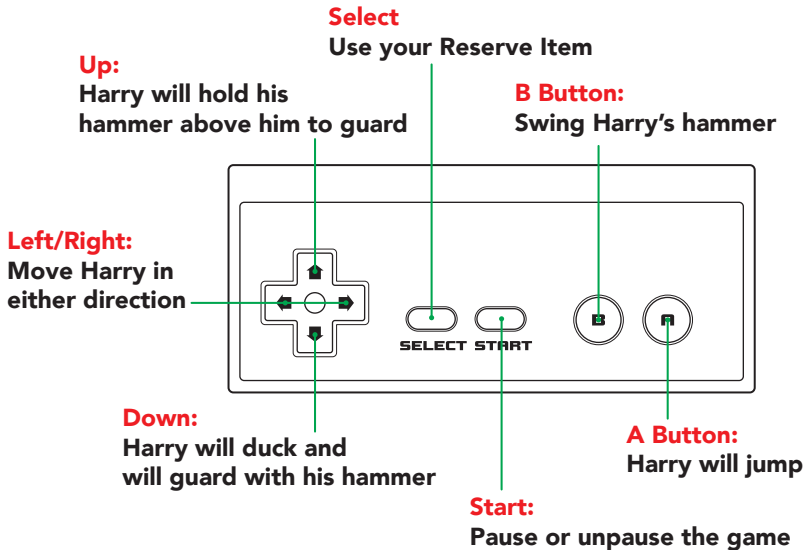 Select
Use your Reserve Item
Up:
Harry will hold his
hammer above him to guard
B Button:
Swing Harry's hammer
Left/Right:
Move Harry in
either direction
B
A
SELECT START
Down:
Harry will duck and
will guard with his hammer
A Button:
Harry will jump
Start:
Pause or unpause the game